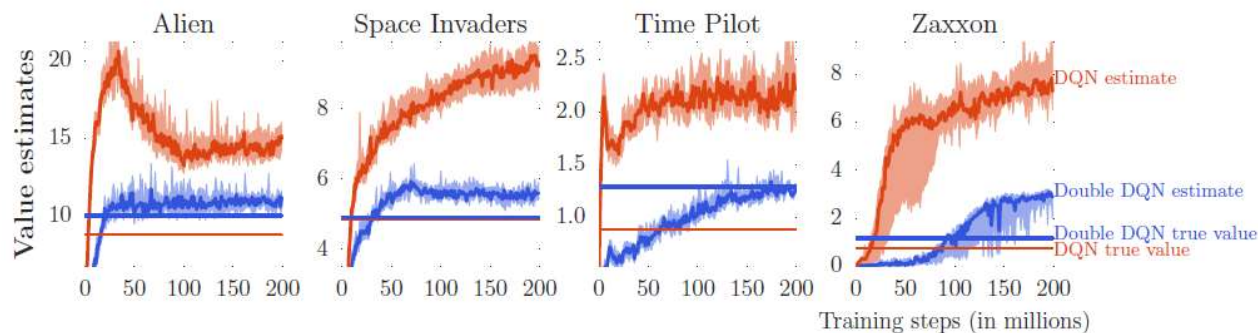 Alien
Space Invaders
Time Pilot
Zaxxon
Value estimates
20
15
10
0 50 100 150 200
8
6
4
0 50 100 150 200
2.5
2.0
1.5
1.0
0 50 100 150 200
8
6
4
2
0
0 50 100 150 200
DQN estimate
Double DQN estimate
Double DQN true value
DQN true value
Training steps (in millions)